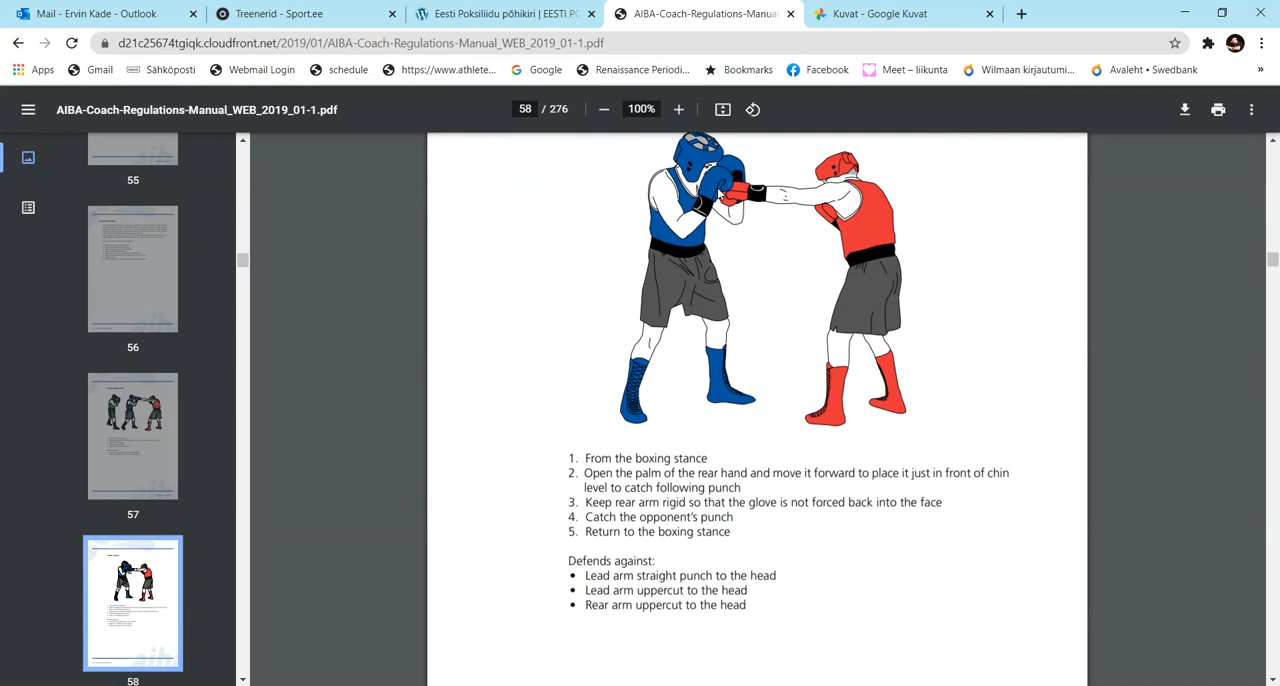 Mail - Ervin Kade - Outlook
Treenerid - Sport.ee
Eesti Poksiliidu põhikiri | EESTI PO
AIBA-Coach-Regulations-Manual
Kuvat - Google Kuvat
d21c25674tgiqk.cloudfront.net/2019/01/AIBA-Coach-Regulations-Manual_WEB_2019_01-1.pdf
Apps
Gmail
Sähköposti
Webmail Login
schedule
https://www.athlete...
Google
Renaissance Periodi...
Bookmarks
Facebook
Meet – liikunta
Wilmaan kirjautumi...
Avaleht • Swedbank
»
AIBA-Coach-Regulations-Manual_WEB_2019_01-1.pdf
58 / 276
100%
55
56
57
58
1. From the boxing stance
2. Open the palm of the rear hand and move it forward to place it just in front of chin
level to catch following punch
3. Keep rear arm rigid so that the glove is not forced back into the face
4. Catch the opponent's punch
5. Return to the boxing stance
Defends against:
• Lead arm straight punch to the head
• Lead arm uppercut to the head
• Rear arm uppercut to the head